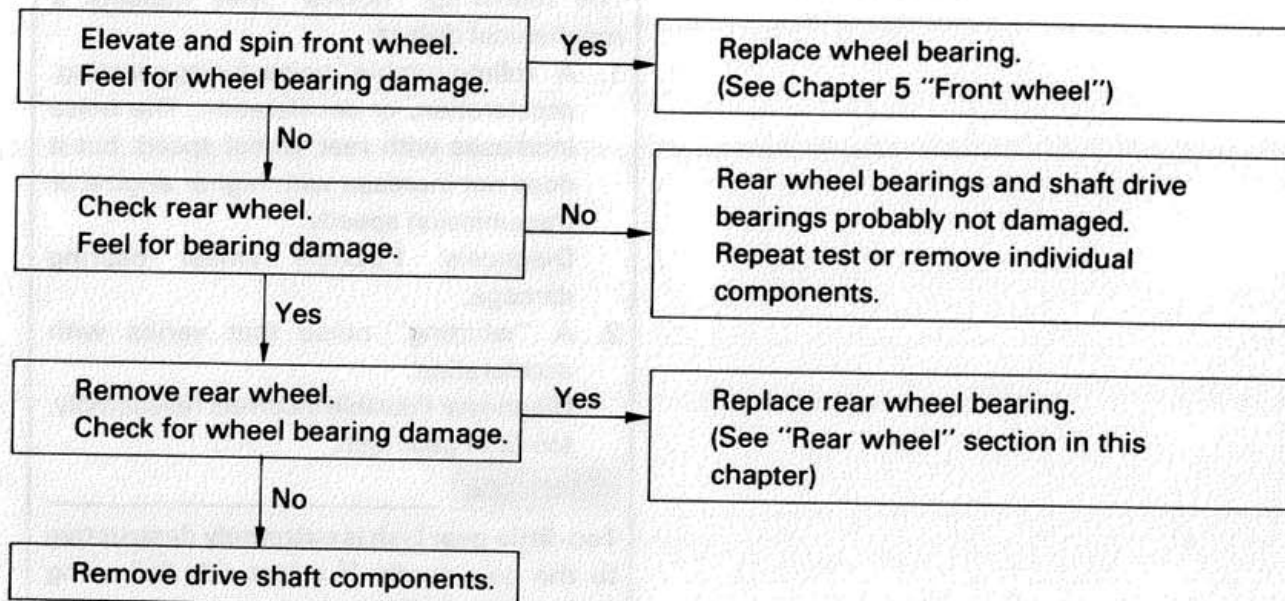 Elevate and spin front wheel.
Feel for wheel bearing damage.
Yes
Replace wheel bearing.
(See Chapter 5 "Front wheel")
No
Check rear wheel.
Feel for bearing damage.
No
Rear wheel bearings and shaft drive
bearings probably not damaged.
Repeat test or remove individual
components.
Yes
Remove rear wheel.
Check for wheel bearing damage.
Yes
Replace rear wheel bearing.
(See "Rear wheel" section in this
chapter)
No
Remove drive shaft components.